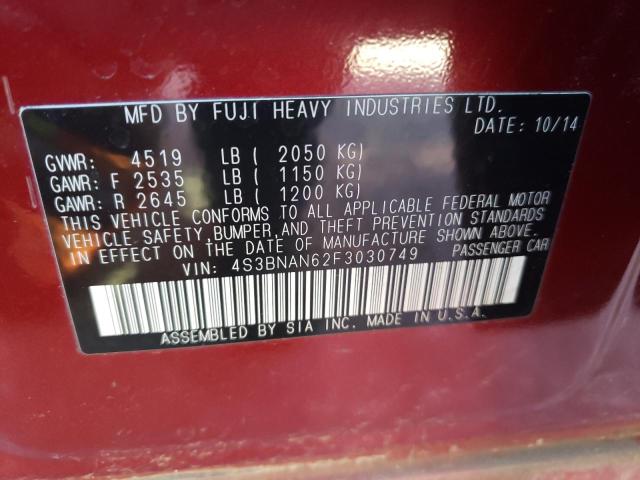 MFD BY FUJI HEAVY INDUSTRIES LTD.
DATE: 10/14
GVWR: 4519 LB ( 2050 KG)
GAWR: F 2535 LB ( 1150 KG)
GAWR: R 2645 LB ( 1200 KG)
THIS VEHICLE CONFORMS TO ALL APPLICABLE FEDERAL MOTOR
VEHICLE SAFETY, BUMPER, AND THEFT PREVENTION STANDARDS
IN EFFECT ON THE DATE OF MANUFACTURE SHOWN ABOVE.
VIN: 4S3BNAN62F3030749 PASSENGER CAR
ASSEMBLED BY SIA INC. MADE IN U.S.A.